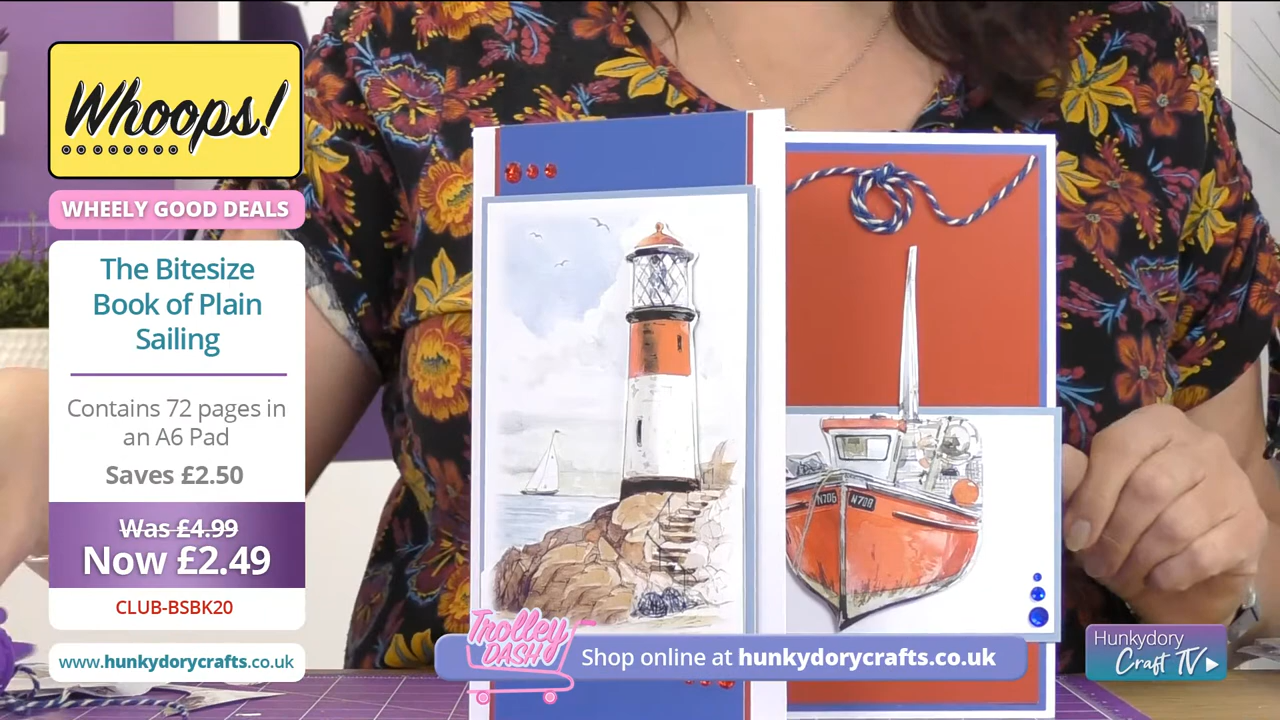 Whoops!
WHEELY GOOD DEALS
The Bitesize
Book of Plain
Sailing
Contains 72 pages in
an A6 Pad
Saves £2.50
Was £4.99
Now £2.49
CLUB-BSBK20
www.hunkydorycrafts.co.uk
N706
N708
Trolley
DASH
Shop online at hunkydorycrafts.co.uk
Hunkydory
Craft TV